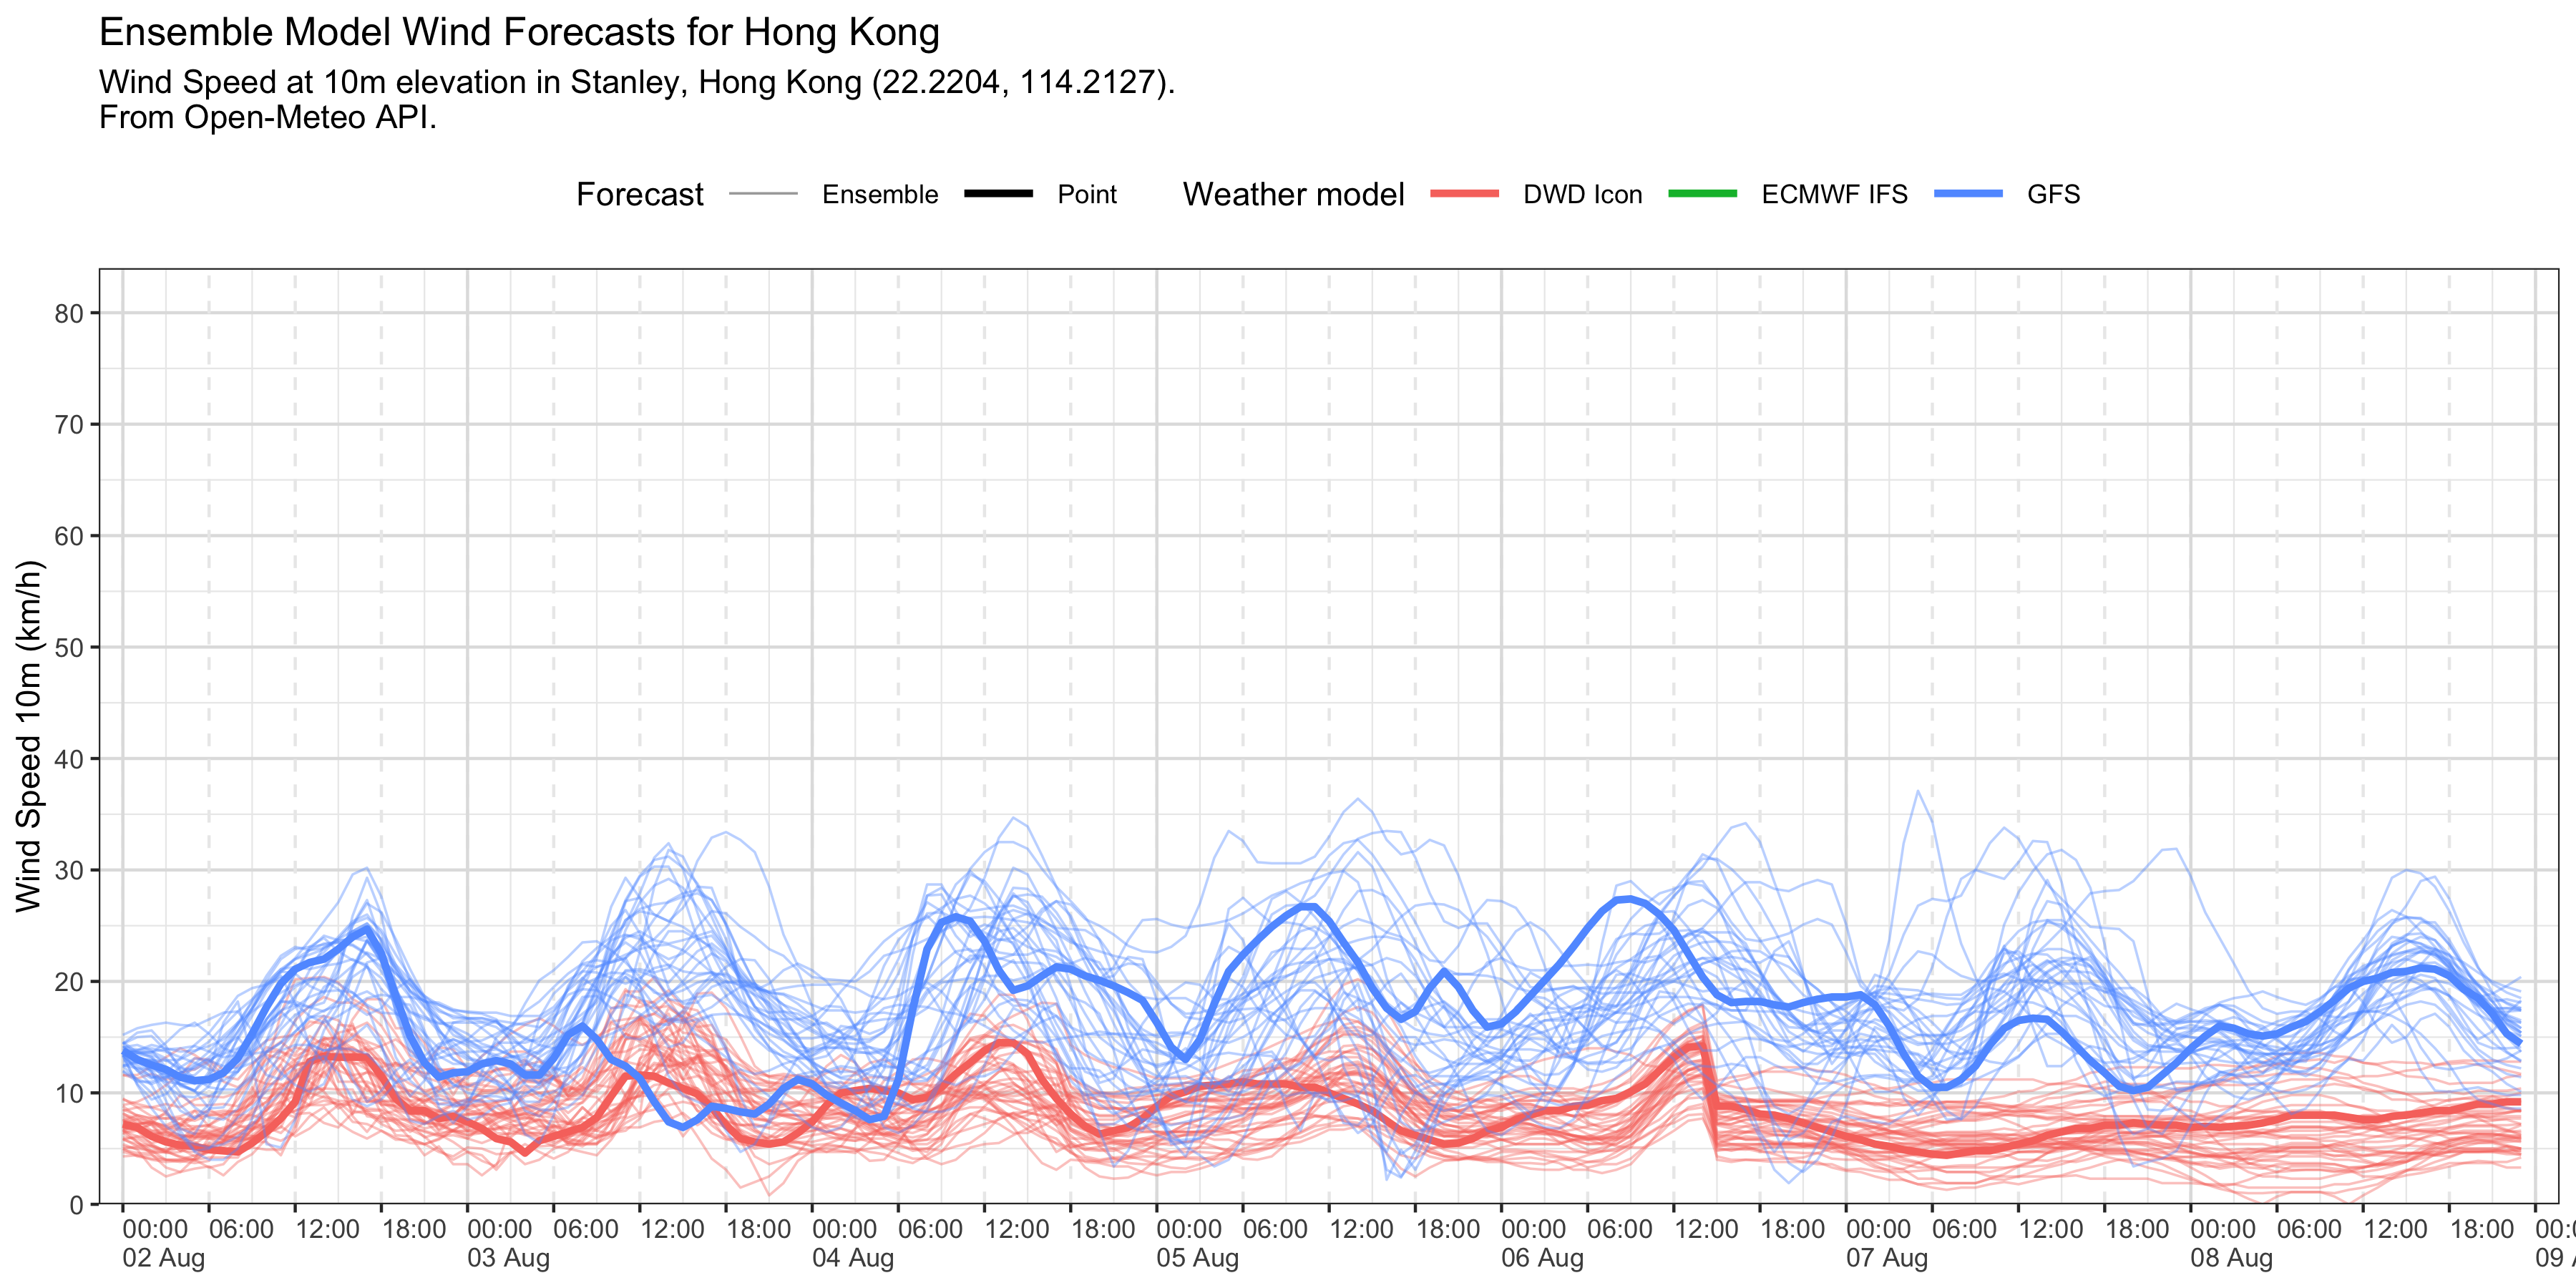 Ensemble Model Wind Forecasts for Hong Kong
Wind Speed at 10m elevation in Stanley, Hong Kong (22.2204, 114.2127).
From Open-Meteo API.
Forecast Ensemble Point Weather model DWD Icon ECMWF IFS GFS
Wind Speed 10m (km/h)
80
70
60
50
40
30
20
10
0
00:00 06:00 12:00 18:00 00:00 06:00 12:00 18:00 00:00 06:00 12:00 18:00 00:00 06:00 12:00 18:00 00:00 06:00 12:00 18:00 00:00 06:00 12:00 18:00 00:00 06:00 12:00 18:00 00:0
02 Aug 03 Aug 04 Aug 05 Aug 06 Aug 07 Aug 08 Aug 09